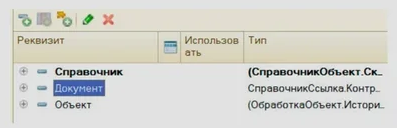 Реквизит Использовать Тип
Справочник (СправочникОбъект.Ск...
Документ СправочникСсылка.Контр...
Объект (ОбработкаОбъект.Истори...